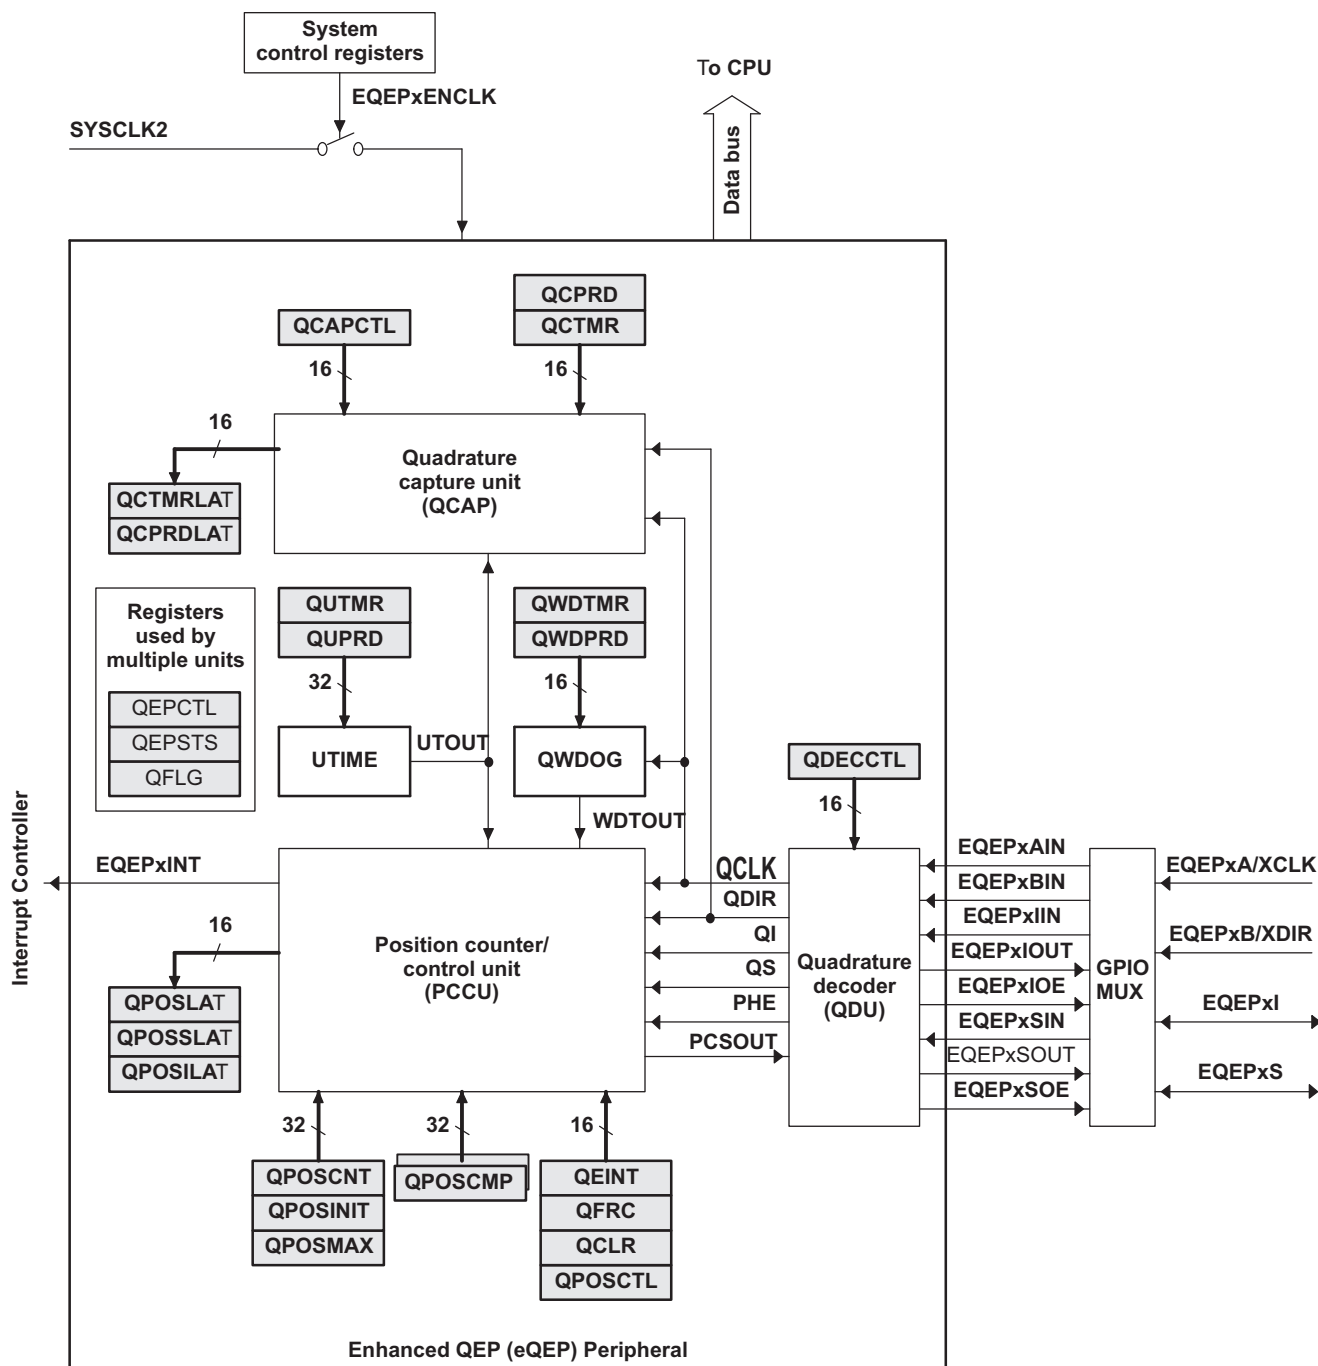 System
control registers
To CPU
EQEPxENCLK
SYSCLK2
Data bus
QCPRD
QCAPCTL
QCTMR
16
16
16
Quadrature
capture unit
(QCAP)
QCTMRLAT
QCPRDLAT
Registers
used by
multiple units
QEPCTL
QEPSTS
QFLG
QUTMR
QUPRD
QWDTMR
QWDPRD
32
16
UTIME
UTOUT
QWDOG
QDECCTL
16
WDTOUT
Interrupt Controller
EQEPxINT
16
Position counter/
control unit
(PCCU)
QCLK
QDIR
QI
QS
PHE
PCSOUT
Quadrature
decoder
(QDU)
EQEPxAIN
EQEPxBIN
EQEPxIIN
EQEPxIOUT
EQEPxIOE
EQEPxSIN
EQEPxSOUT
EQEPxSOE
GPIO
MUX
EQEPxA/XCLK
EQEPxB/XDIR
EQEPxI
EQEPxS
QPOSLAT
QPOSSLAT
QPOSILAT
32
32
16
QPOSCNT
QPOSINIT
QPOSMAX
QPOSCMP
QEINT
QFRC
QCLR
QPOSCTL
Enhanced QEP (eQEP) Peripheral